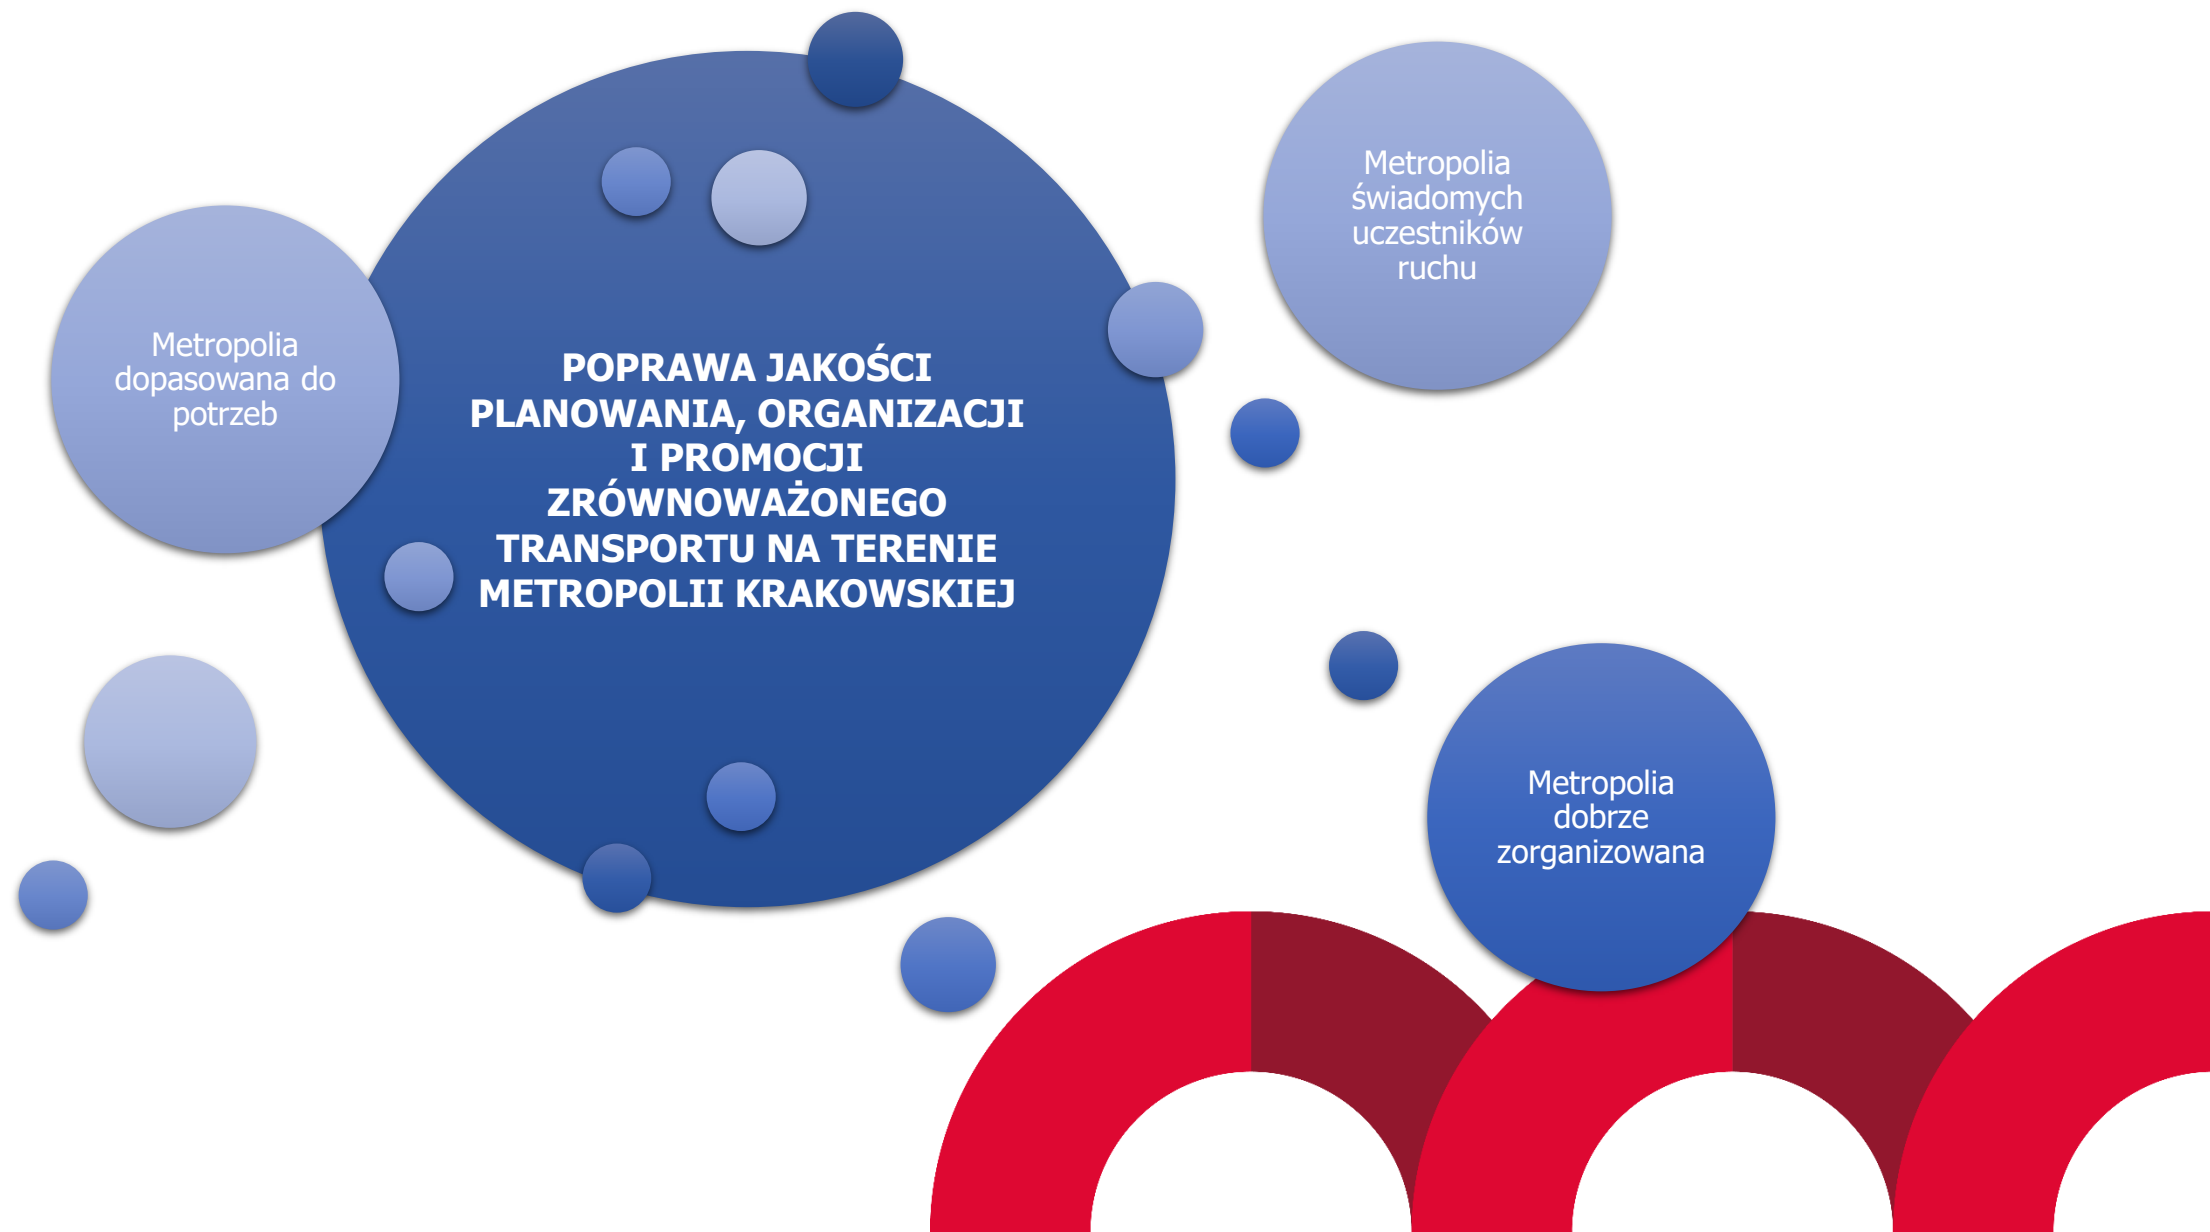 Metropolia
dopasowana do
potrzeb
POPRAWA JAKOŚCI
PLANOWANIA, ORGANIZACJI
I PROMOCJI
ZRÓWNOWAŻONEGO
TRANSPORTU NA TERENIE
METROPOLII KRAKOWSKIEJ
Metropolia
świadomych
uczestników
ruchu
Metropolia
dobrze
zorganizowana